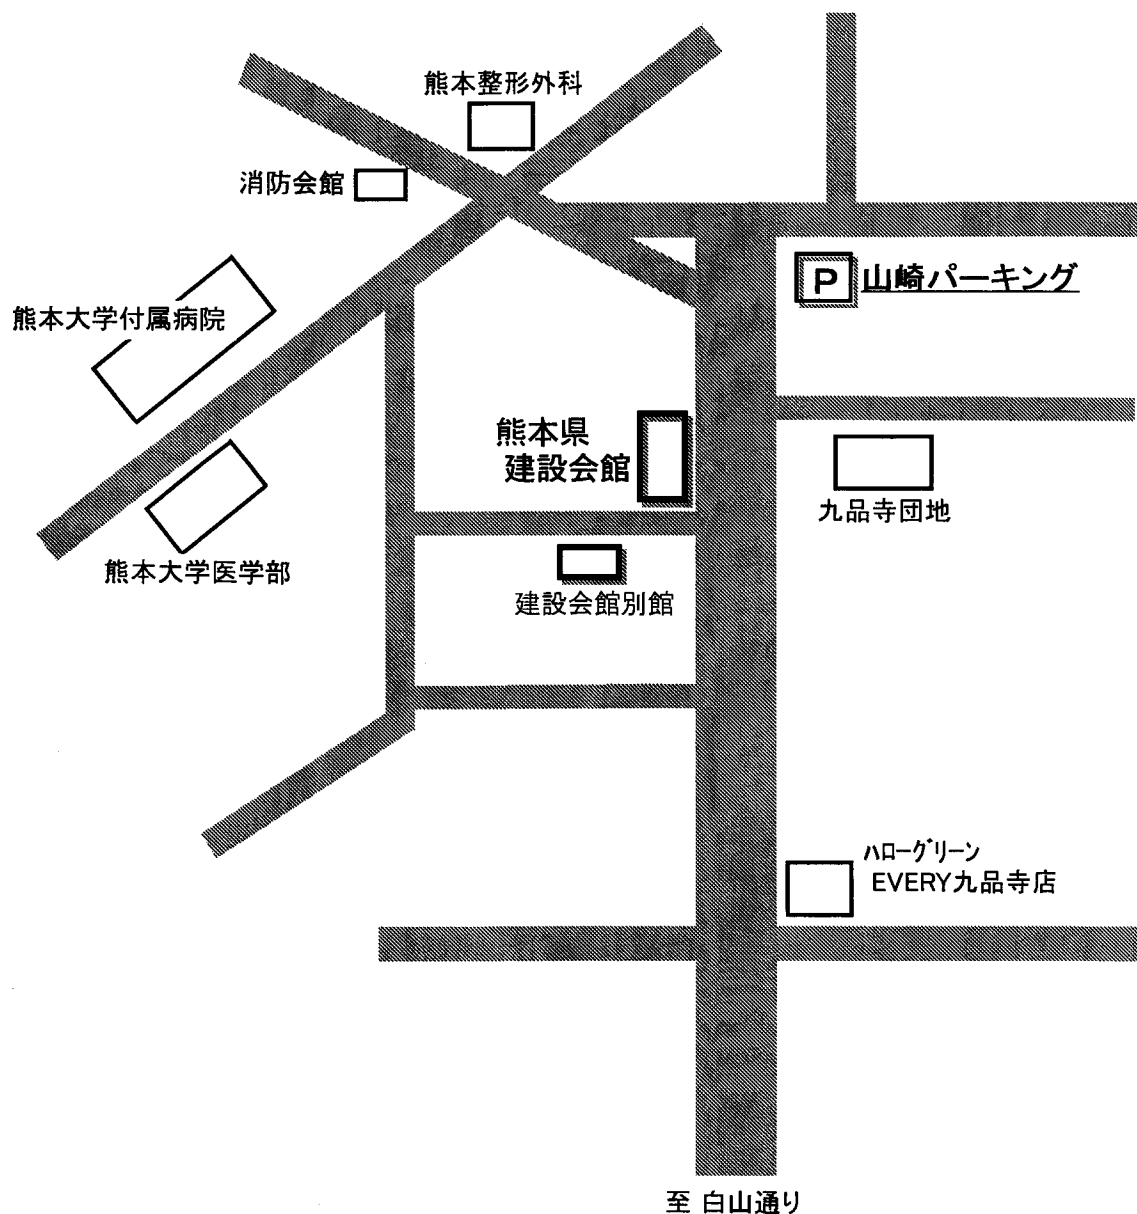 熊本整形外科
消防会館
P 山崎パーキング
熊本大学付属病院
熊本県
建設会館
九品寺団地
熊本大学医学部
建設会館別館
ﾊﾛｰｸﾞﾘｰﾝ
EVERY九品寺店
至 白山通り